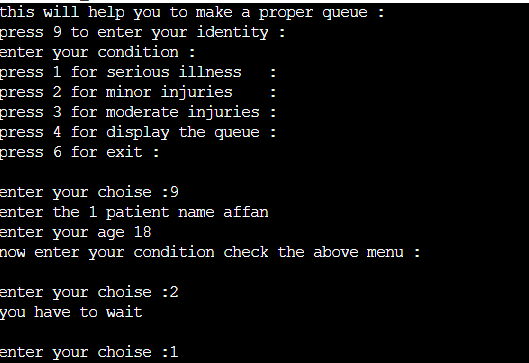 this will help you to make a proper queue :
press 9 to enter your identity :
enter your condition :
press 1 for serious illness   :
press 2 for minor injuries    :
press 3 for moderate injuries :
press 4 for display the queue :
press 6 for exit :
enter your choise :9
enter the 1 patient name affan
enter your age 18
now enter your condition check the above menu :
enter your choise :2
you have to wait
enter your choise :1